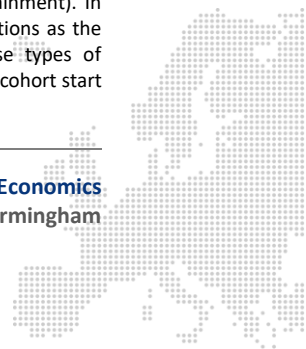 ainment). In
tions as the
se types of
cohort start
Economics
rmingham